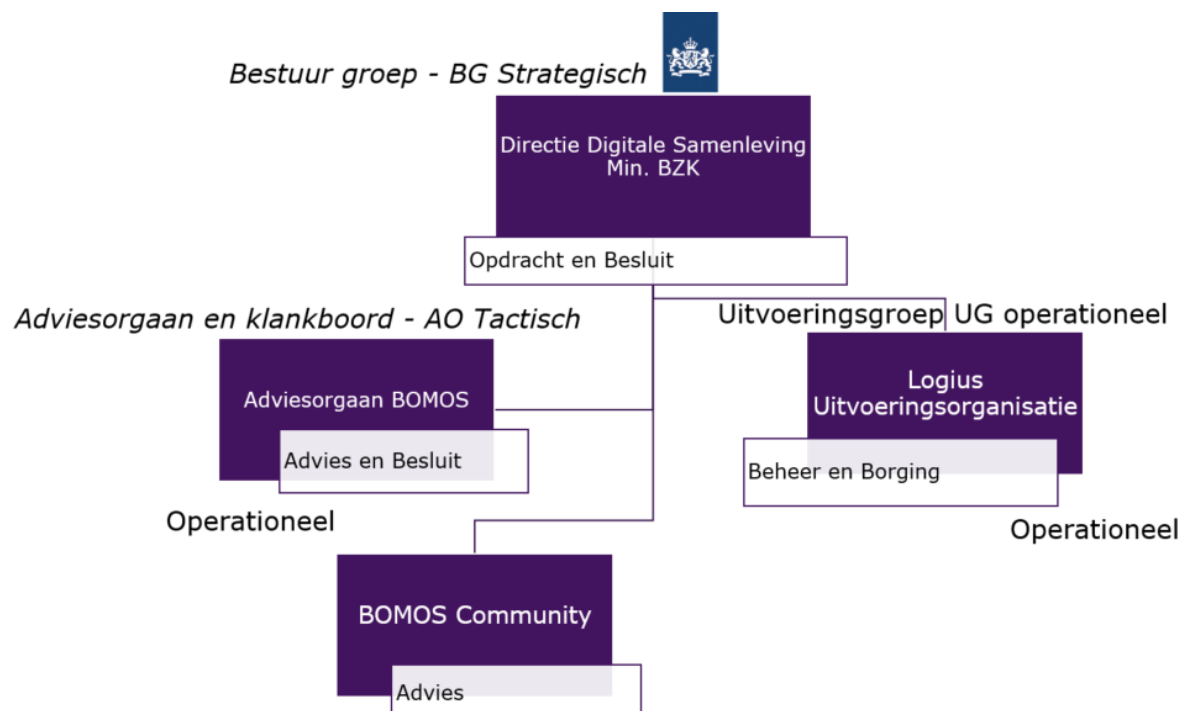 Bestuur groep - BG Strategisch
Directie Digitale Samenleving
Min. BZK
Opdracht en Besluit
Adviesorgaan en klankboord - AO Tactisch
Uitvoeringsgroep UG operationeel
Adviesorgaan BOMOS
Logius
Uitvoeringsorganisatie
Advies en Besluit
Beheer en Borging
Operationeel
Operationeel
BOMOS Community
Advies